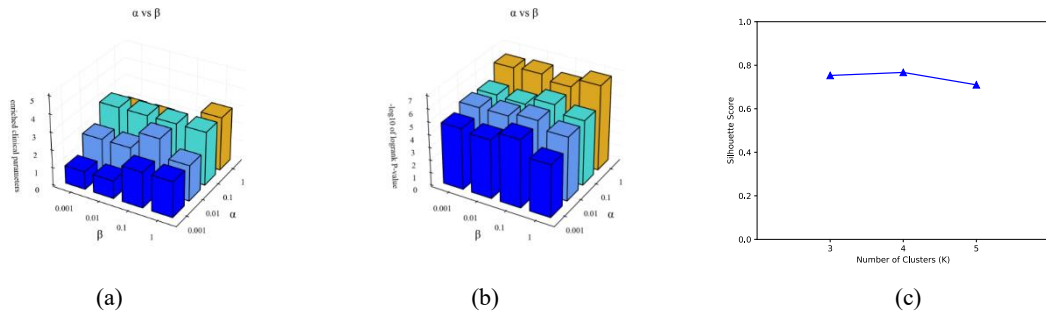 α vs β
enriched clinical parameters
5
4
3
2
1
0
0.001
0.01
0.1
1
β
0.001
0.01
0.1
1
α
(a)
α vs β
-log10 of logrank P-value
7
6
5
4
3
2
1
0
0.001
0.01
0.1
1
β
0.001
0.01
0.1
1
α
(b)
Silhouette Score
1.0
0.8
0.6
0.4
0.2
0.0
3 4 5
Number of Clusters (K)
(c)